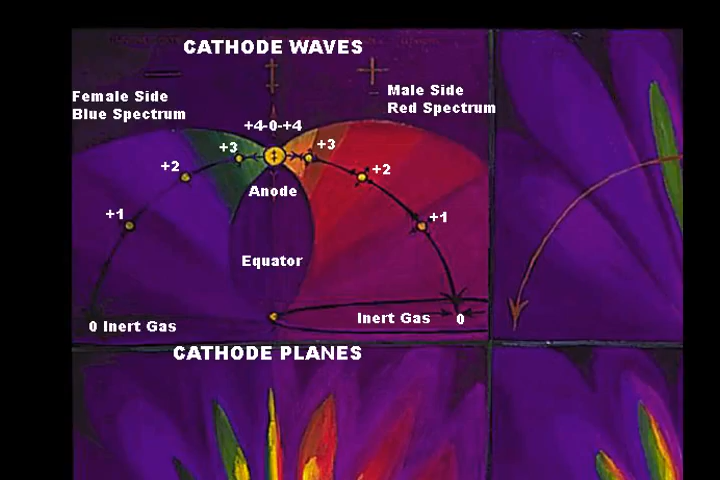 CATHODE WAVES
Female Side
Blue Spectrum
Male Side
Red Spectrum
+4-0-+4
+3
+3
+2
+2
Anode
+1
+1
Equator
0 Inert Gas
Inert Gas
0
CATHODE PLANES